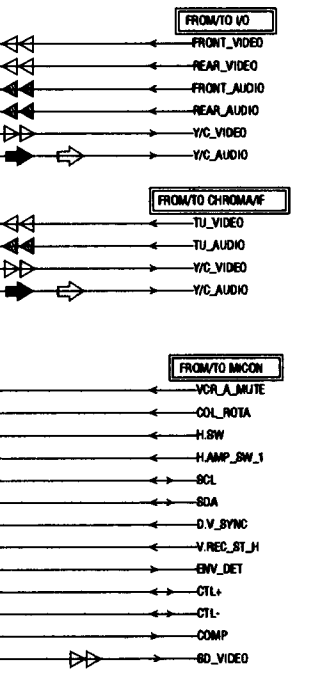 FROM/TO I/O
FRONT_VIDEO
REAR_VIDEO
FRONT_AUDIO
REAR_AUDIO
Y/C_VIDEO
Y/C_AUDIO
FROM/TO CHROMA/IF
TU_VIDEO
TU_AUDIO
Y/C_VIDEO
Y/C_AUDIO
FROM/TO MICON
VCR_A_MUTE
COL_ROTA
H.SW
H.AMP_SW_1
SCL
SDA
D.V_SYNC
V.REC_ST_H
ENV_DET
CTL+
CTL-
COMP
6D_VIDEO